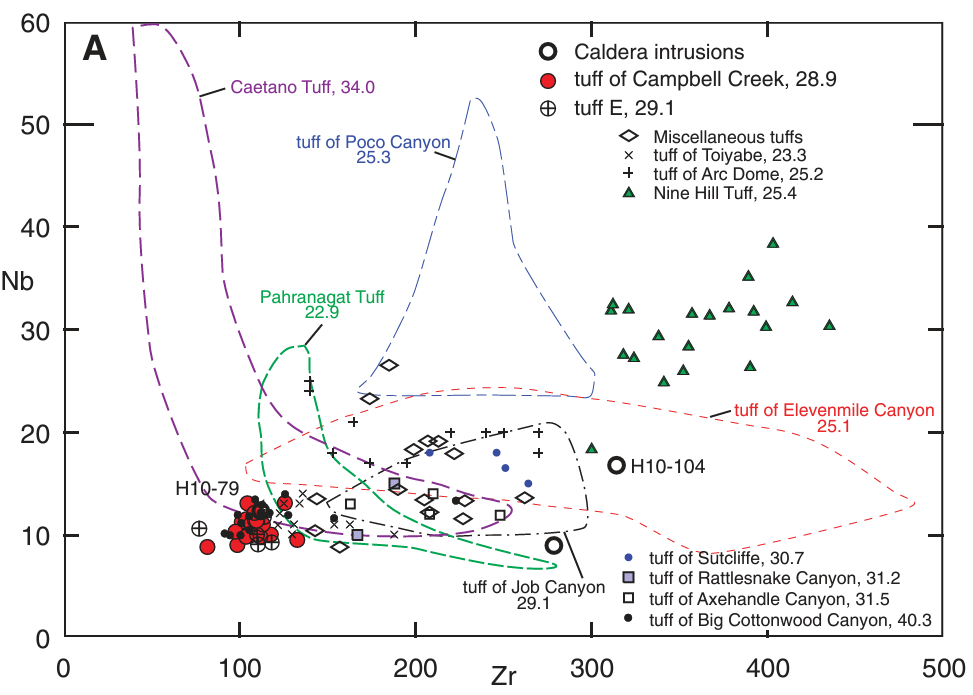 60
50
40
30
20
10
0
Nb
0
100
200
300
400
500
Zr
A
Caetano Tuff, 34.0
tuff of Poco Canyon
25.3
Pahranagat Tuff
22.9
Caldera intrusions
tuff of Campbell Creek, 28.9
tuff E, 29.1
Miscellaneous tuffs
tuff of Toiyabe, 23.3
tuff of Arc Dome, 25.2
Nine Hill Tuff, 25.4
tuff of Elevenmile Canyon
25.1
H10-104
H10-79
tuff of Job Canyon
29.1
tuff of Sutcliffe, 30.7
tuff of Rattlesnake Canyon, 31.2
tuff of Axehandle Canyon, 31.5
tuff of Big Cottonwood Canyon, 40.3